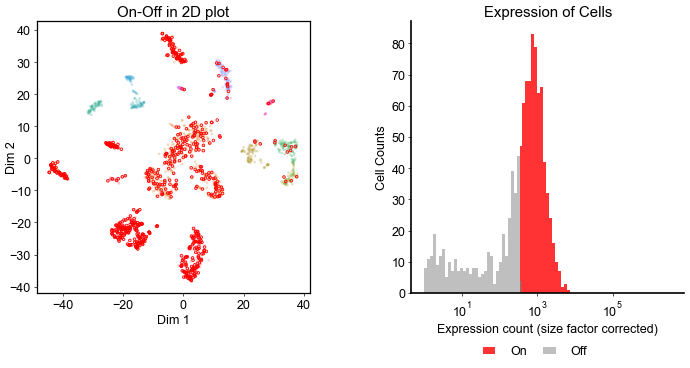 On-Off in 2D plot
40
30
20
10
0
−10
−20
−30
−40
Dim 2
−40 −20 0 20 40
Dim 1
Expression of Cells
80
70
60
50
40
30
20
10
0
Cell Counts
10^1 10^3 10^5
Expression count (size factor corrected)
On Off